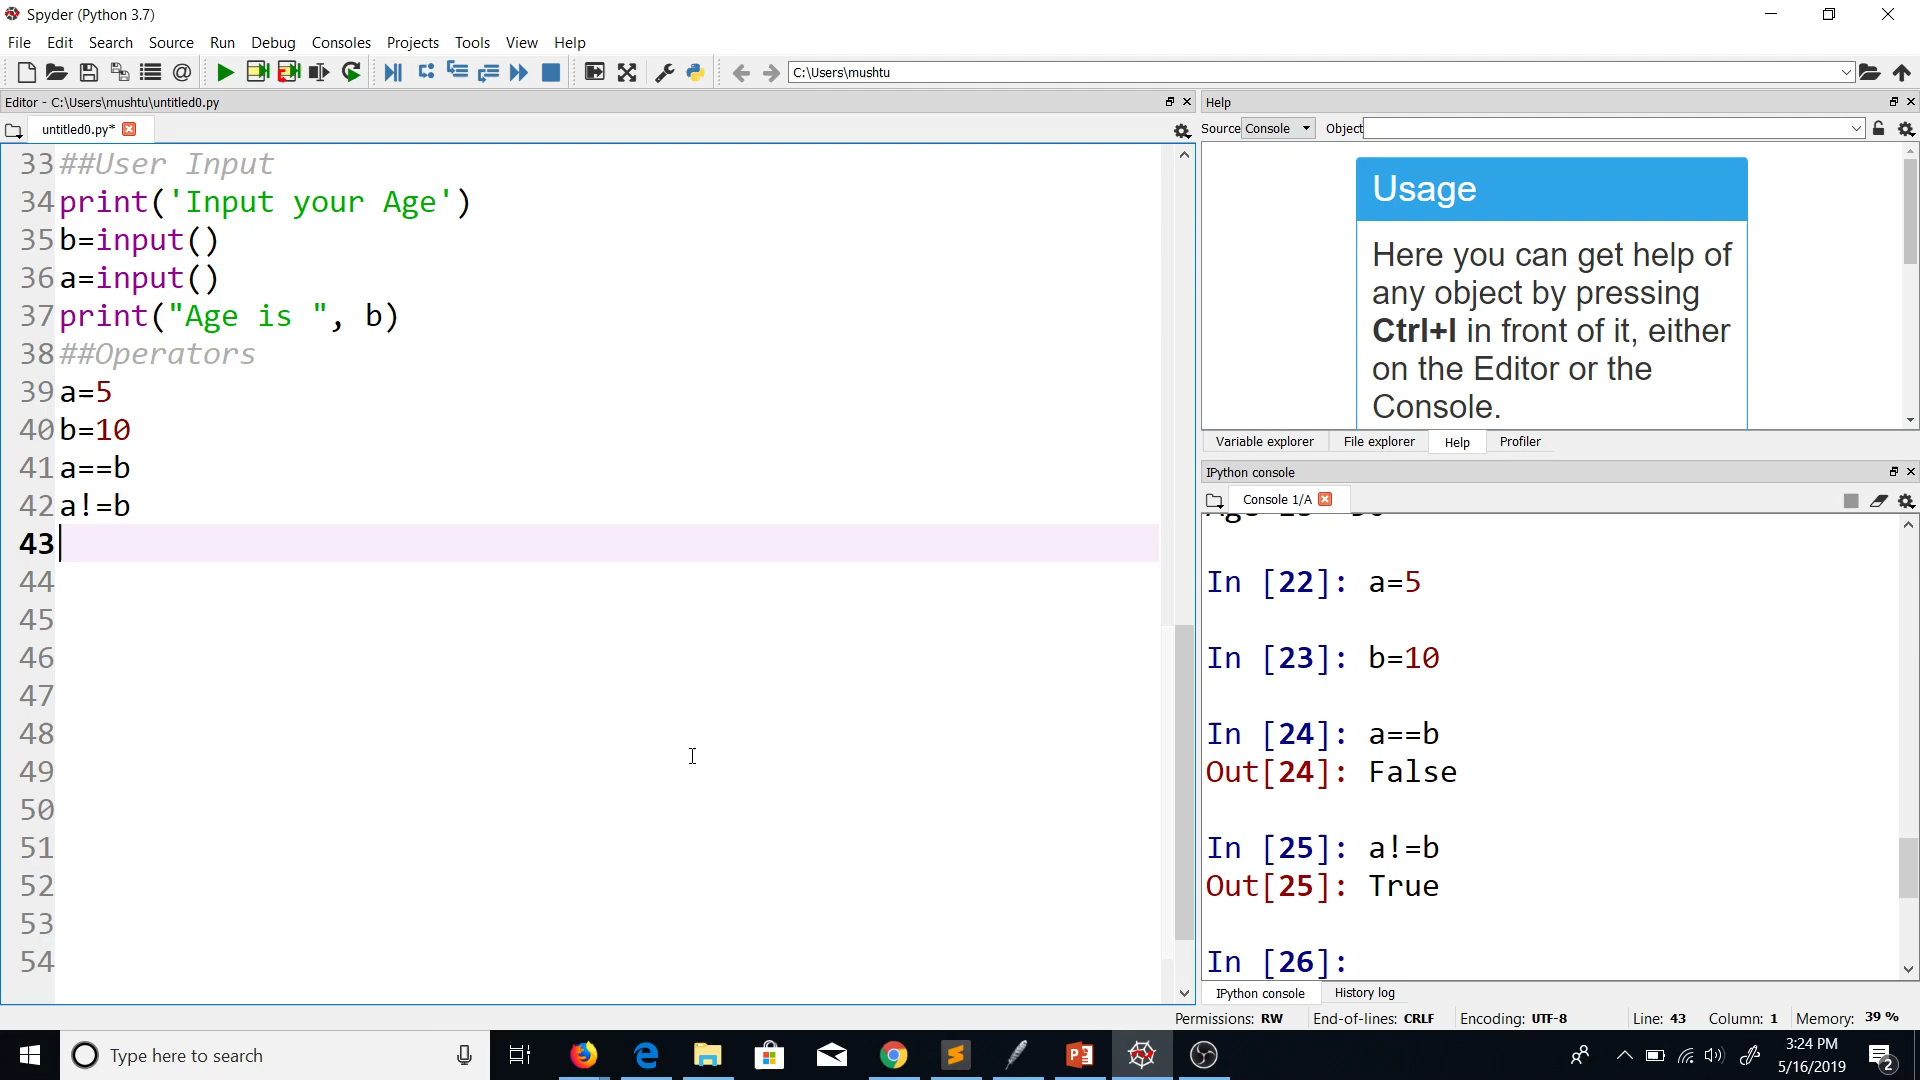 Spyder (Python 3.7)
File Edit Search Source Run Debug Consoles Projects Tools View Help
C:\Users\mushtu
Editor - C:\Users\mushtu\untitled0.py
untitled0.py*
33 ##User Input
34 print('Input your Age')
35 b=input()
36 a=input()
37 print("Age is ", b)
38 ##Operators
39 a=5
40 b=10
41 a==b
42 a!=b
43
44
45
46
47
48
49
50
51
52
53
54
Help
Source Console Object
Usage
Here you can get help of
any object by pressing
Ctrl+I in front of it, either
on the Editor or the
Console.
Variable explorer File explorer Help Profiler
IPython console
Console 1/A
In [22]: a=5
In [23]: b=10
In [24]: a==b
Out[24]: False
In [25]: a!=b
Out[25]: True
In [26]:
IPython console History log
Permissions: RW End-of-lines: CRLF Encoding: UTF-8 Line: 43 Column: 1 Memory: 39 %
Type here to search
3:24 PM
5/16/2019
2